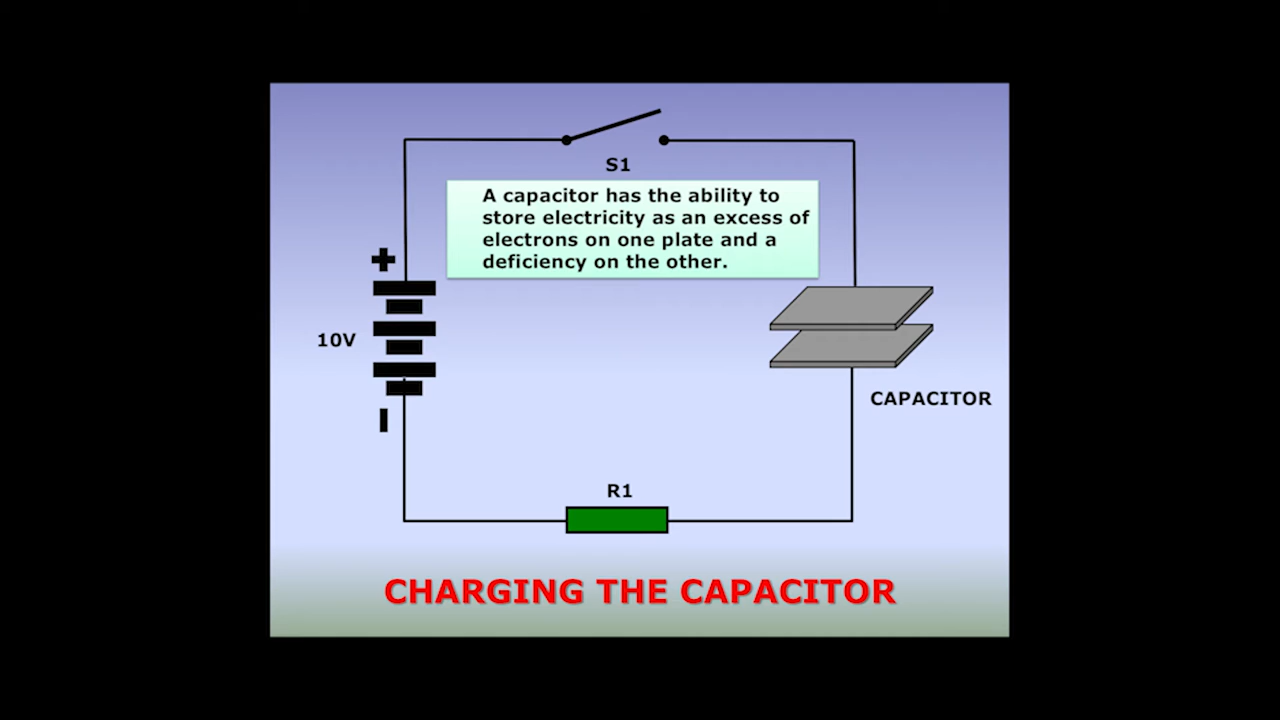 S1
A capacitor has the ability to
store electricity as an excess of
electrons on one plate and a
deficiency on the other.
+
10V
CAPACITOR
R1
CHARGING THE CAPACITOR